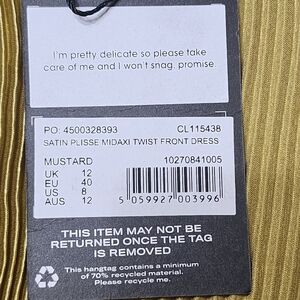 I'm pretty delicate so please take
care of me and I won't snag, promise
PO: 4500328393 CL115438
SATIN PLISSE MIDAXI TWIST FRONT DRESS
MUSTARD 10270841005
UK 12
EU 40
US 8
AUS 12
5 059927 003996
THIS ITEM MAY NOT BE
RETURNED ONCE THE TAG
IS REMOVED
This hangtag contains a minimum
of 70% recycled material.
Please recycle me.